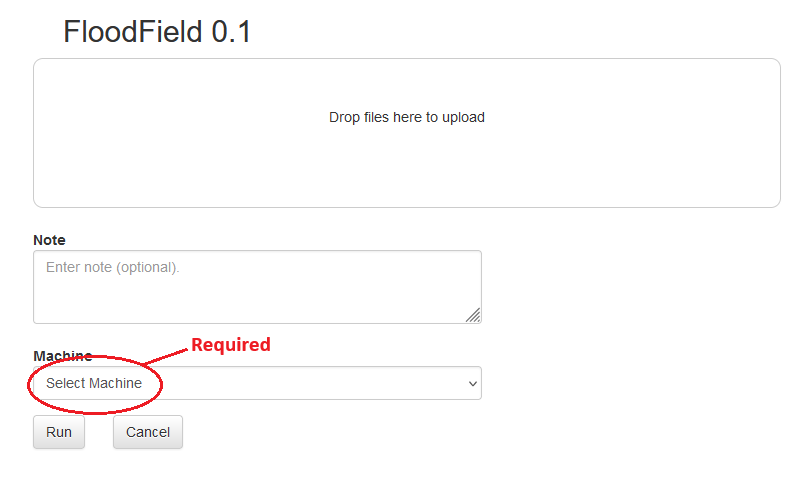 FloodField 0.1
Drop files here to upload
Note
Enter note (optional).
Required
Machine
Select Machine
Run
Cancel